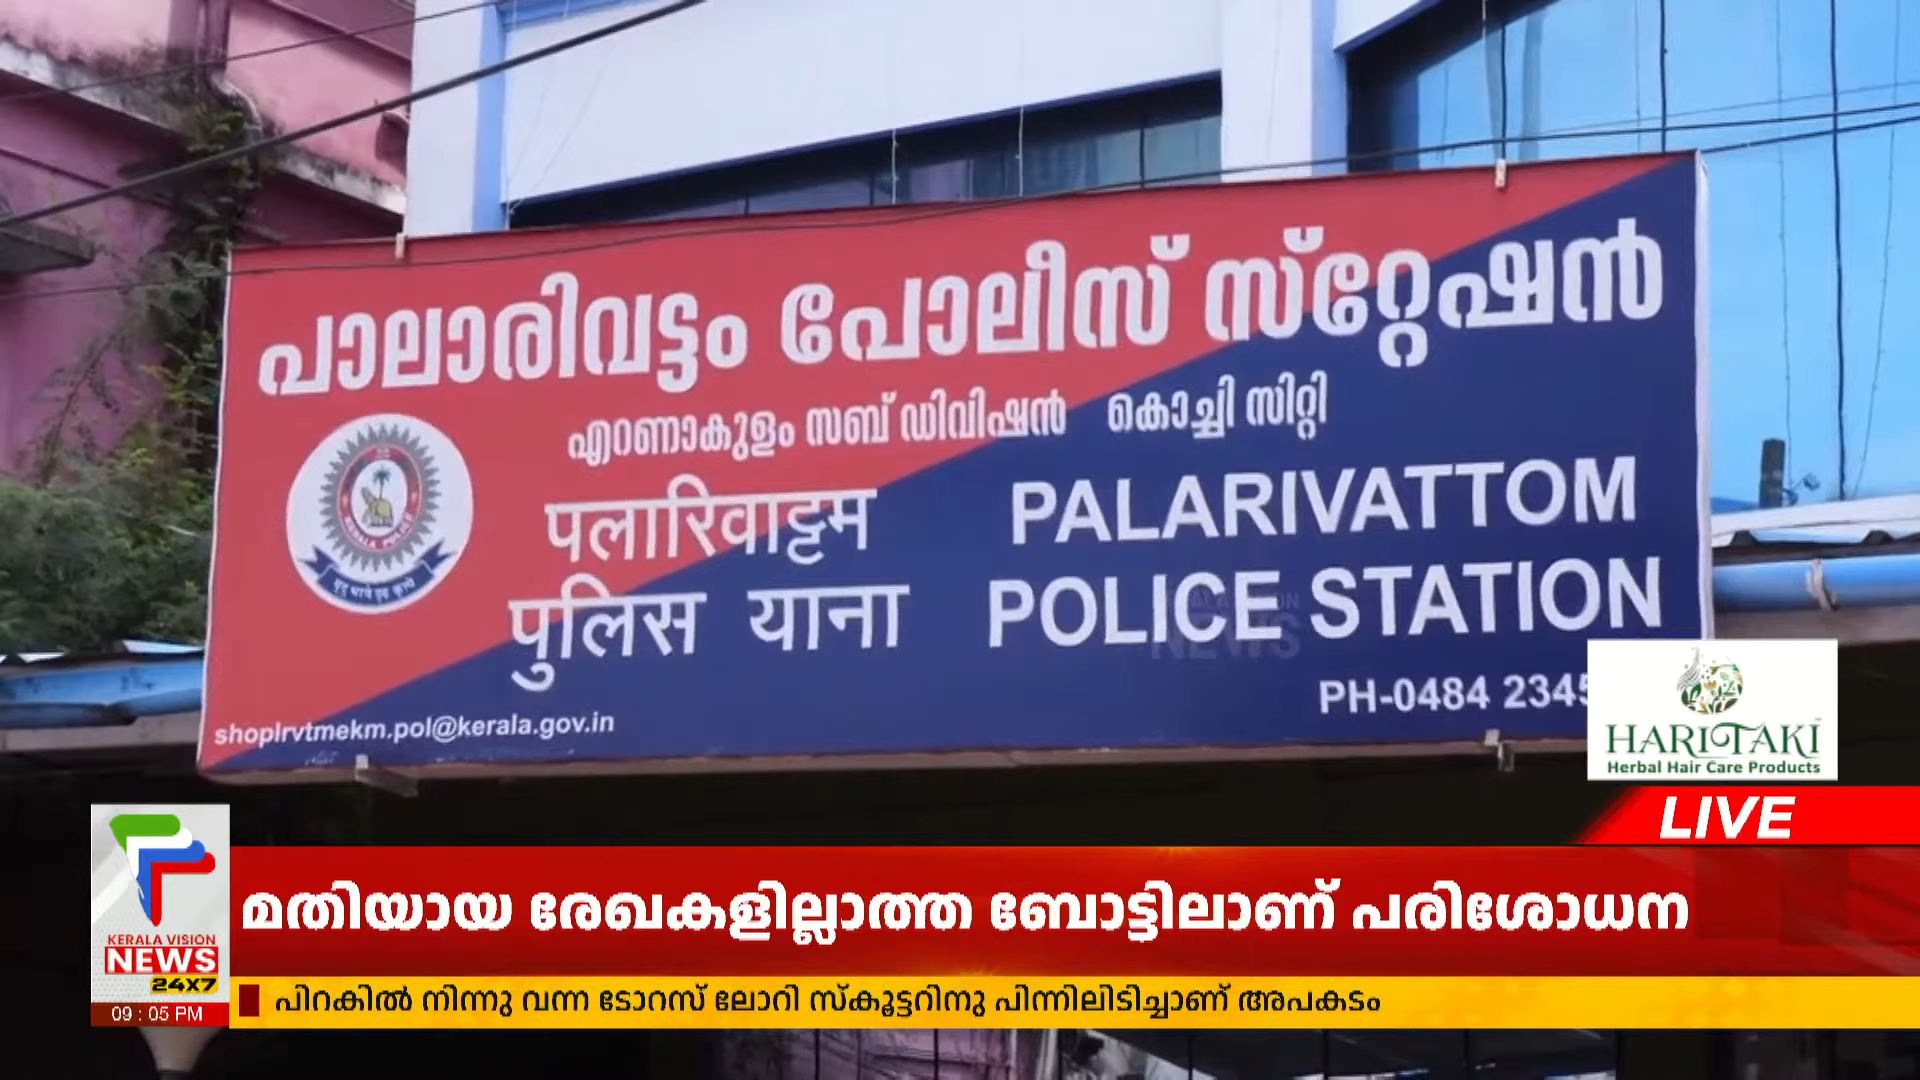 പാലാരിവട്ടം പോലീസ് സ്റ്റേഷൻ
എറണാകുളം സബ് ഡിവിഷൻ കൊച്ചി സിറ്റി
पलारिवाट्टम
पुलिस याना
PALARIVATTOM
POLICE STATION
KERALA POLICE
PH-0484 2345
shoplrvtmekm.pol@kerala.gov.in
HARITAKI
Herbal Hair Care Products
LIVE
മതിയായ രേഖകളില്ലാത്ത ബോട്ടിലാണ് പരിശോധന
KERALA VISION
NEWS
24X7
09 : 05 PM
പിറകിൽ നിന്നു വന്ന ടോറസ് ലോറി സ്കൂട്ടറിനു പിന്നിലിടിച്ചാണ് അപകടം